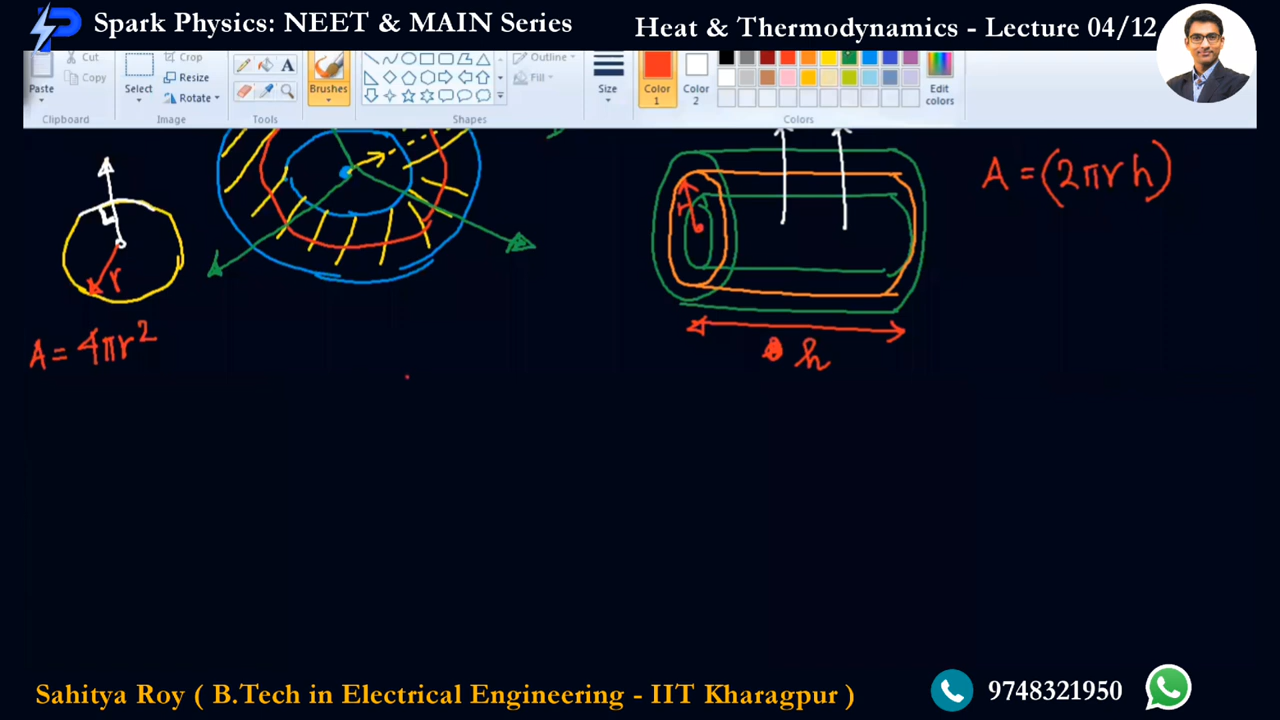 Spark Physics: NEET & MAIN Series
Heat & Thermodynamics - Lecture 04/12
Paste
Cut
Copy
Clipboard
Select
Crop
Resize
Rotate
Image
A
Tools
Brushes
Shapes
Outline
Fill
Size
Color 1
Color 2
Edit colors
Colors
r
A = 4πr²
r
h
A = (2πrh)
Sahitya Roy ( B.Tech in Electrical Engineering - IIT Kharagpur )
9748321950